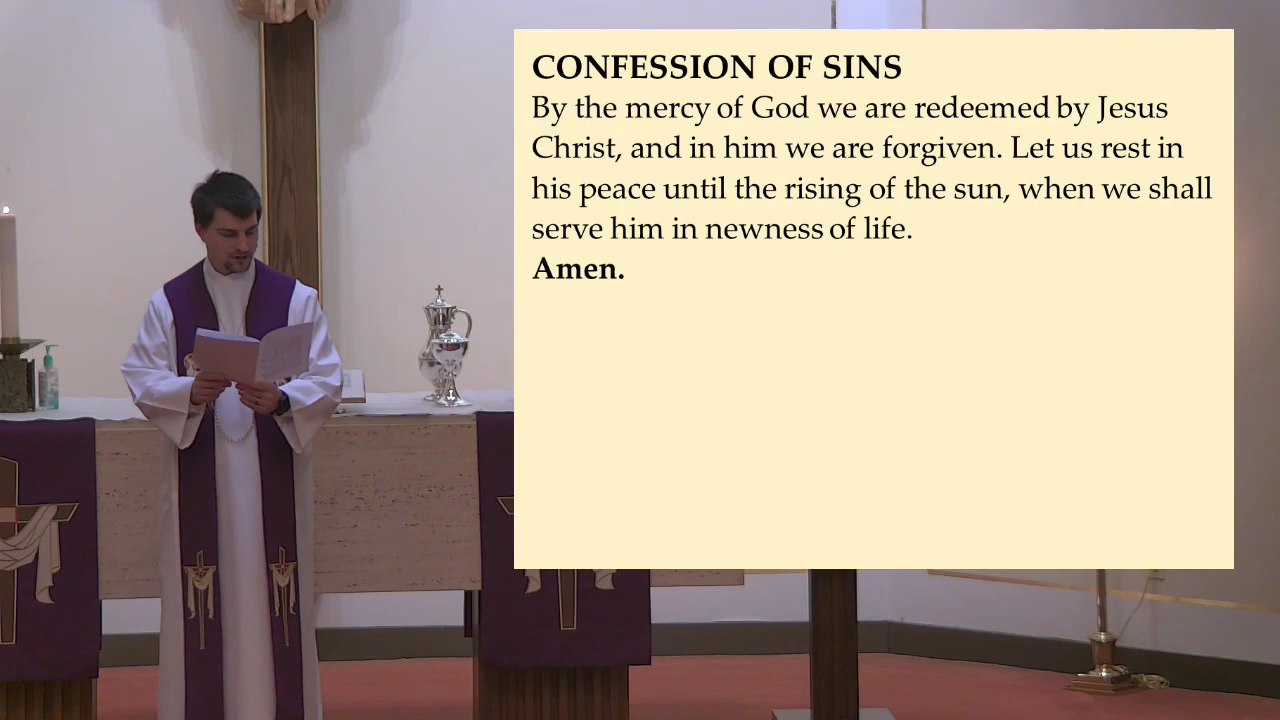 CONFESSION OF SINS
By the mercy of God we are redeemed by Jesus
Christ, and in him we are forgiven. Let us rest in
his peace until the rising of the sun, when we shall
serve him in newness of life.
Amen.